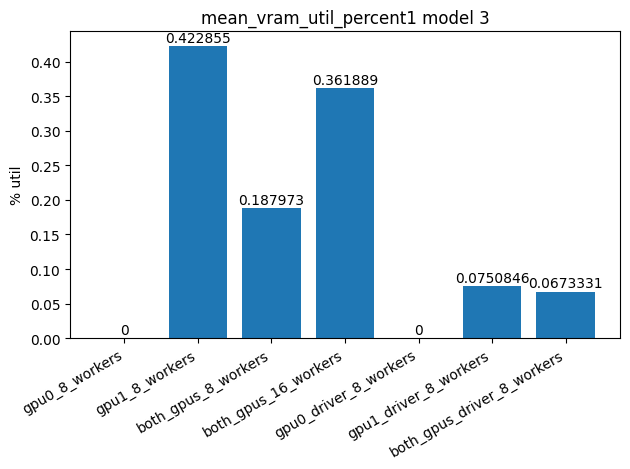 mean_vram_util_percent1 model 3
% util
0.40
0.35
0.30
0.25
0.20
0.15
0.10
0.05
0.00
0
0.422855
0.187973
0.361889
0
0.0750846
0.0673331
gpu0_8_workers
gpu1_8_workers
both_gpus_8_workers
both_gpus_16_workers
gpu0_driver_8_workers
gpu1_driver_8_workers
both_gpus_driver_8_workers